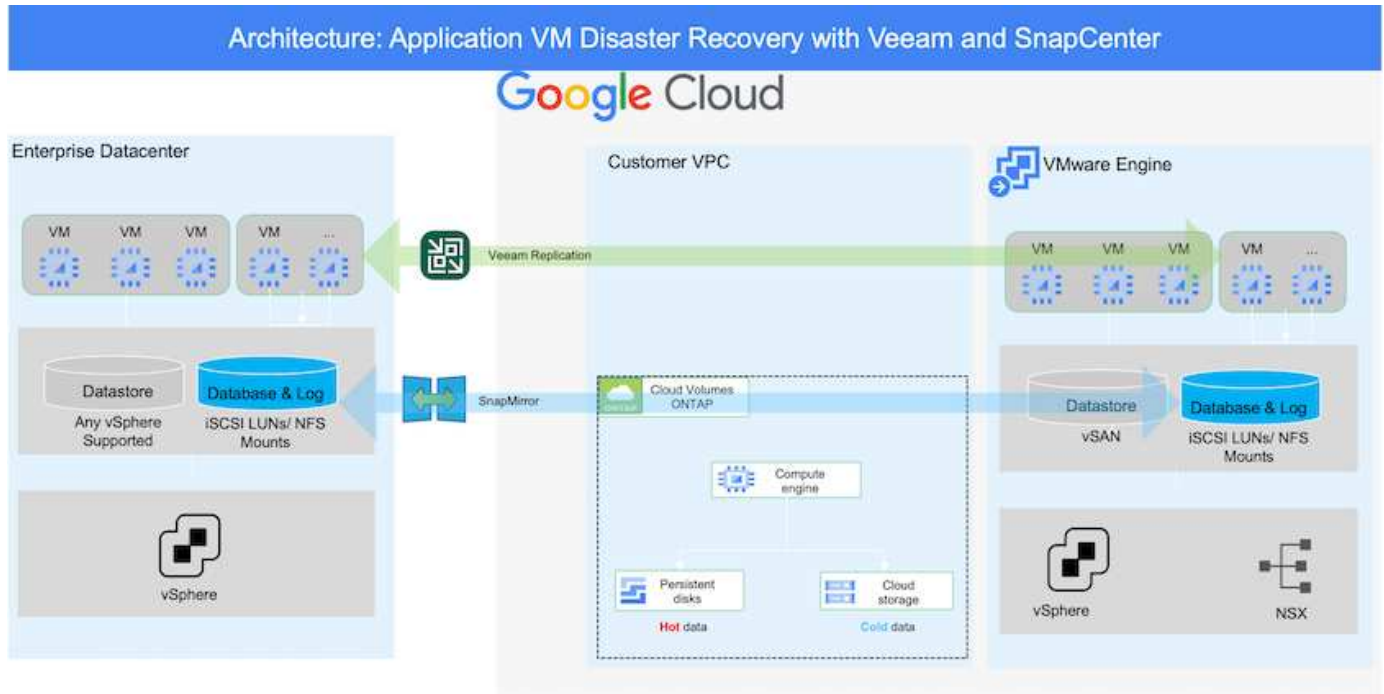 Architecture: Application VM Disaster Recovery with Veeam and SnapCenter
Google Cloud
Enterprise Datacenter
VM
VM
VM
VM
...
Datastore
Any vSphere
Supported
Database & Log
iSCSI LUNs/ NFS
Mounts
vSphere
Veeam Replication
SnapMirror
Customer VPC
ONTAP
Cloud Volumes
ONTAP
Compute
engine
Persistent
disks
Hot data
Cloud
storage
Cold data
VMware Engine
VM
VM
VM
VM
...
Datastore
vSAN
Database & Log
iSCSI LUNs/ NFS
Mounts
vSphere
NSX